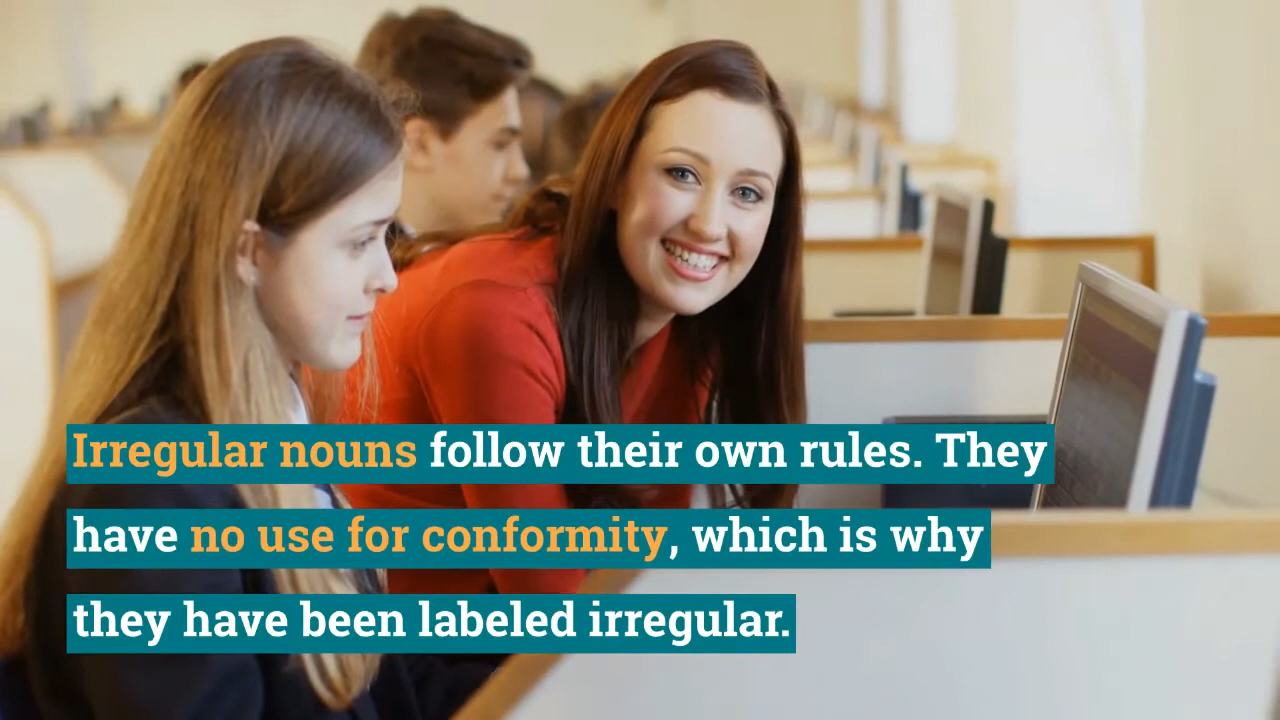 Irregular nouns follow their own rules. They
have no use for conformity, which is why
they have been labeled irregular.